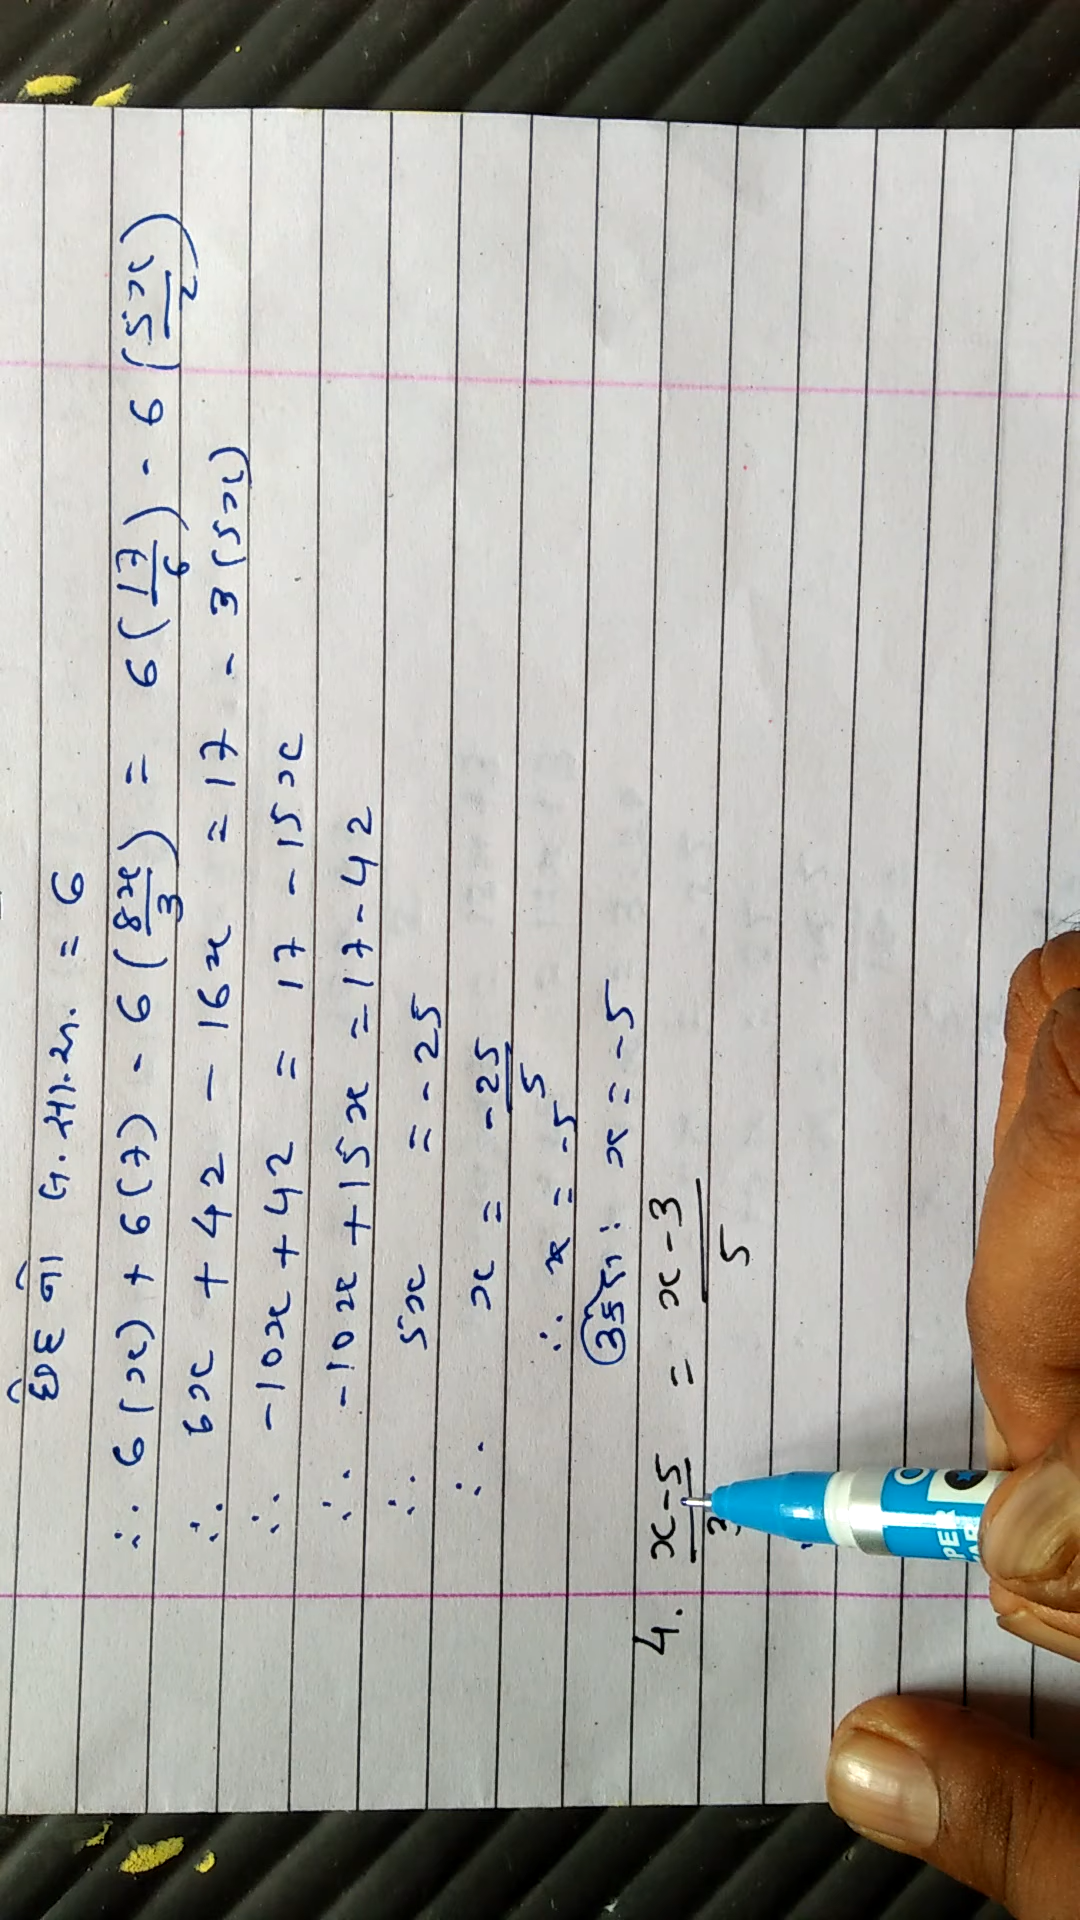 છેદ નો લ.સા.અ. = 6
∴ 6(x) + 6(7) - 6(8x/3) = 6(17/6) - 6(5x/2)
∴ 6x + 42 - 16x = 17 - 3(5x)
∴ -10x + 42 = 17 - 15x
∴ -10x + 15x = 17 - 42
∴ 5x = -25
∴ x = -25/5
∴ x = -5
ઉકેલ: x = -5
4. x-5/3 = x-3/5